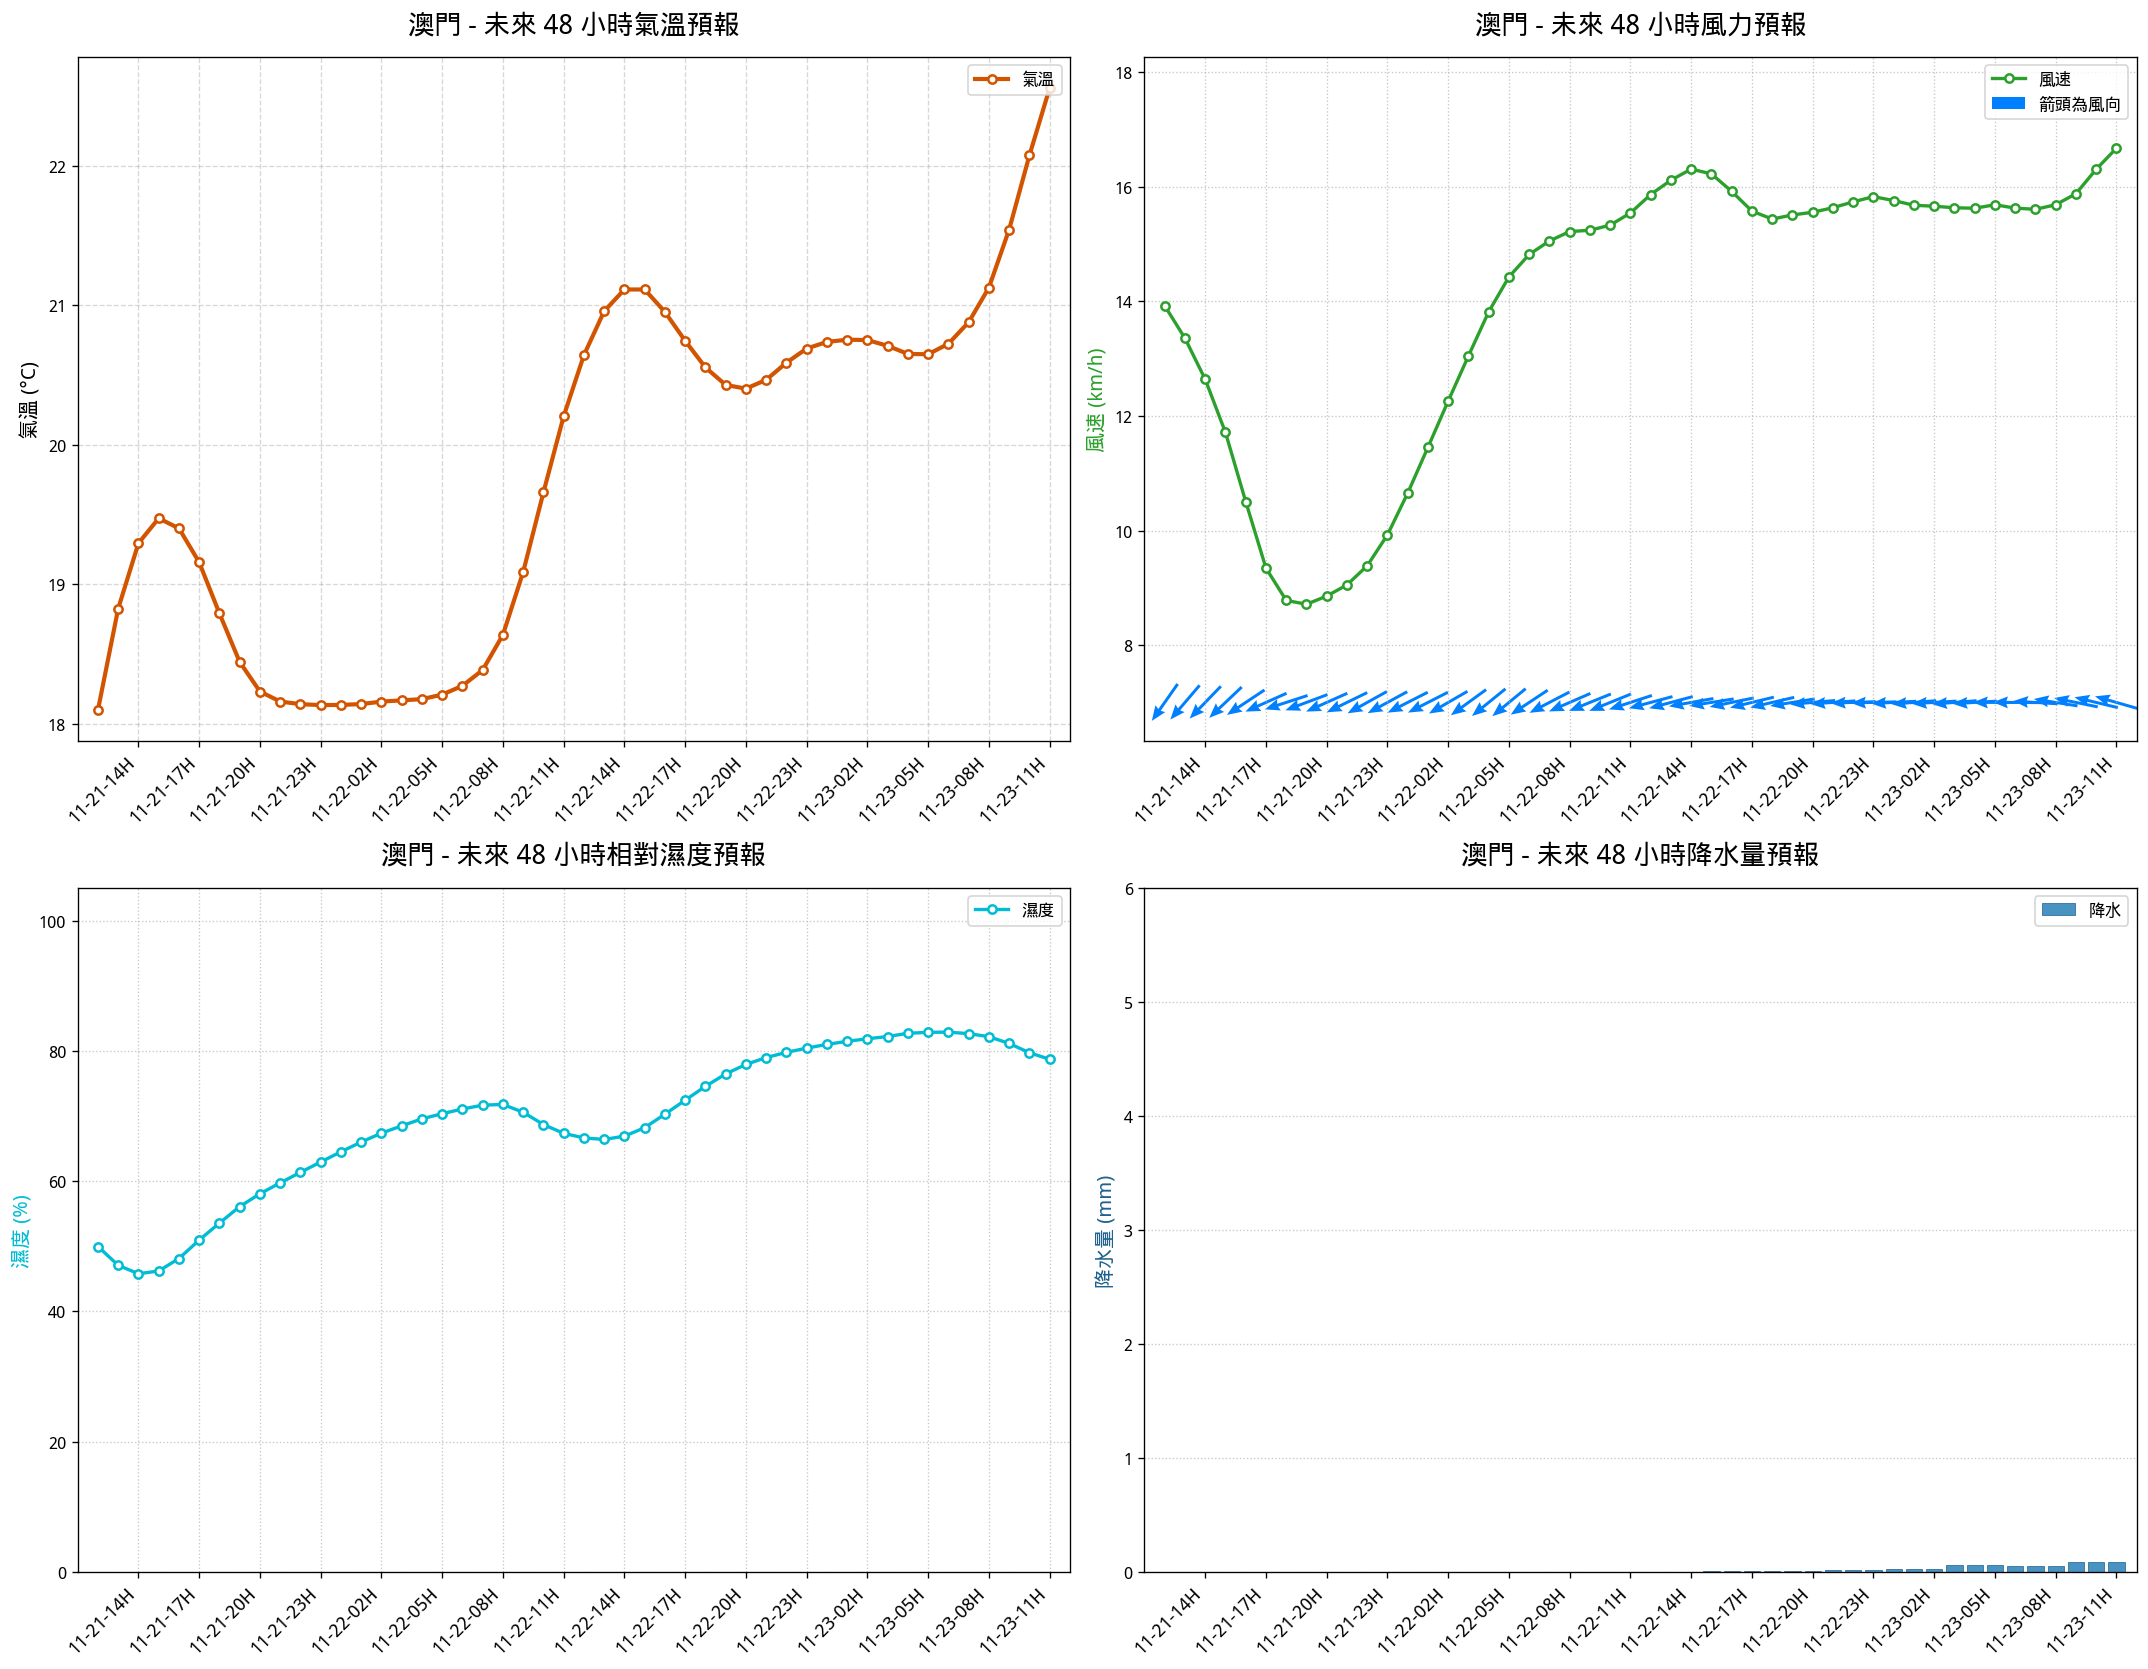 澳門 - 未來 48 小時氣溫預報
氣溫
氣溫 (°C)
22
21
20
19
18
11-21-14H
11-21-17H
11-21-20H
11-21-23H
11-22-02H
11-22-05H
11-22-08H
11-22-11H
11-22-14H
11-22-17H
11-22-20H
11-22-23H
11-23-02H
11-23-05H
11-23-08H
11-23-11H
澳門 - 未來 48 小時風力預報
風速
箭頭為風向
風速 (km/h)
18
16
14
12
10
8
11-21-14H
11-21-17H
11-21-20H
11-21-23H
11-22-02H
11-22-05H
11-22-08H
11-22-11H
11-22-14H
11-22-17H
11-22-20H
11-22-23H
11-23-02H
11-23-05H
11-23-08H
11-23-11H
澳門 - 未來 48 小時相對濕度預報
濕度
濕度 (%)
100
80
60
40
20
0
11-21-14H
11-21-17H
11-21-20H
11-21-23H
11-22-02H
11-22-05H
11-22-08H
11-22-11H
11-22-14H
11-22-17H
11-22-20H
11-22-23H
11-23-02H
11-23-05H
11-23-08H
11-23-11H
澳門 - 未來 48 小時降水量預報
降水
降水量 (mm)
6
5
4
3
2
1
0
11-21-14H
11-21-17H
11-21-20H
11-21-23H
11-22-02H
11-22-05H
11-22-08H
11-22-11H
11-22-14H
11-22-17H
11-22-20H
11-22-23H
11-23-02H
11-23-05H
11-23-08H
11-23-11H